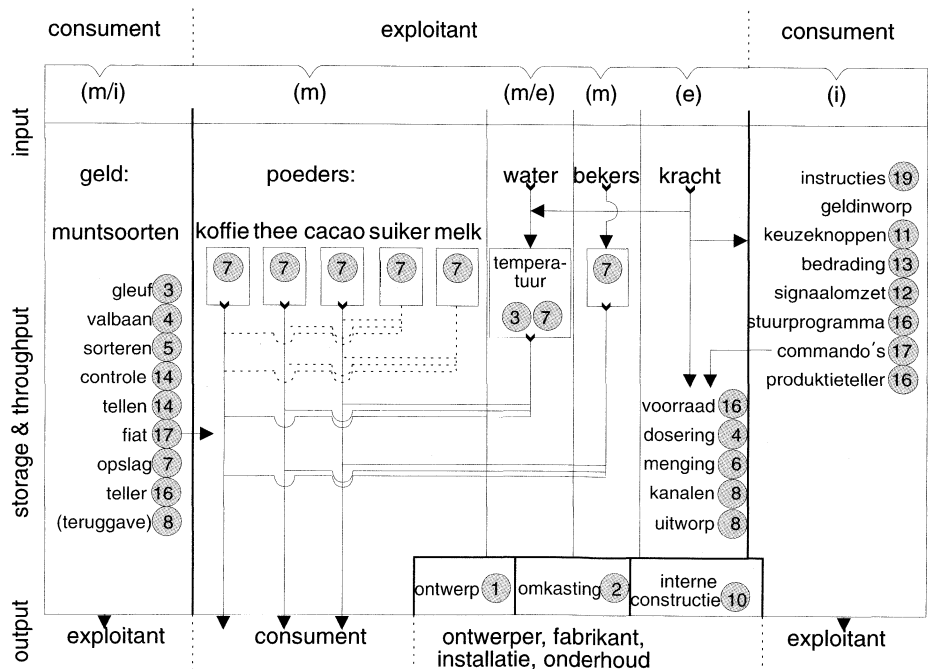 consument exploitant consument
(m/i) (m) (m/e) (m) (e) (i)
input
geld: poeders: water bekers kracht
muntsoorten
koffie thee cacao suiker melk
7 7 7 7 7
tempera-
tuur
3 7
7
gleuf 3
valbaan 4
sorteren 5
controle 14
tellen 14
fiat 17
opslag 7
teller 16
(teruggave) 8
instructies 19
geldinworp
keuzeknoppen 11
bedrading 13
signaalomzet 12
stuurprogramma 16
commando´s 17
produktieteller 16
voorraad 16
dosering 4
menging 6
kanalen 8
uitworp 8
storage & throughput
ontwerp 1
omkasting 2
interne
constructie 10
output
exploitant consument
ontwerper, fabrikant,
installatie, onderhoud
exploitant